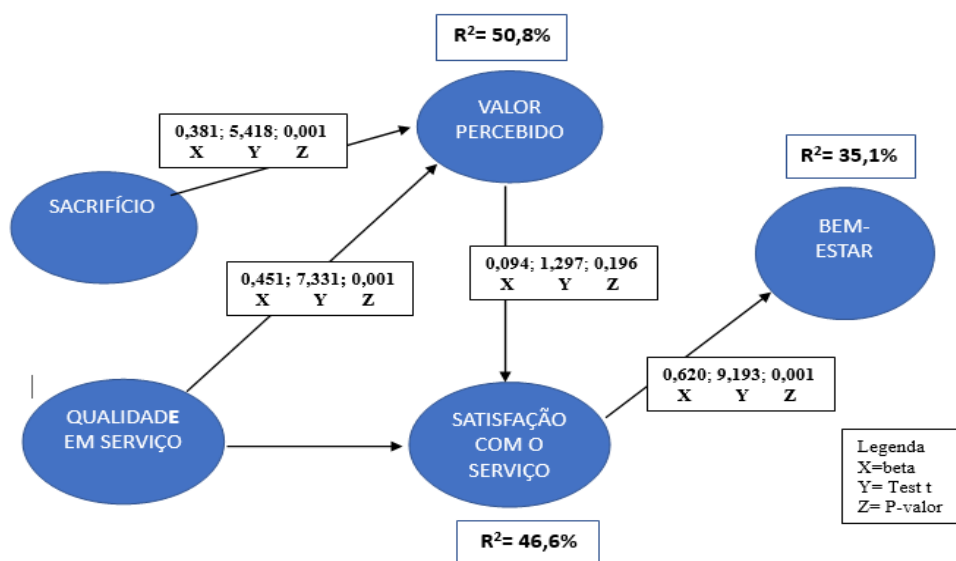 R²= 50,8%
VALOR
PERCEBIDO
0,381; 5,418; 0,001
X Y Z
R²= 35,1%
SACRIFÍCIO
BEM-
ESTAR
0,451; 7,331; 0,001
X Y Z
0,094; 1,297; 0,196
X Y Z
0,620; 9,193; 0,001
X Y Z
QUALIDADE
EM SERVIÇO
SATISFAÇÃO
COM O
SERVIÇO
Legenda
X=beta
Y= Test t
Z= P-valor
R²= 46,6%